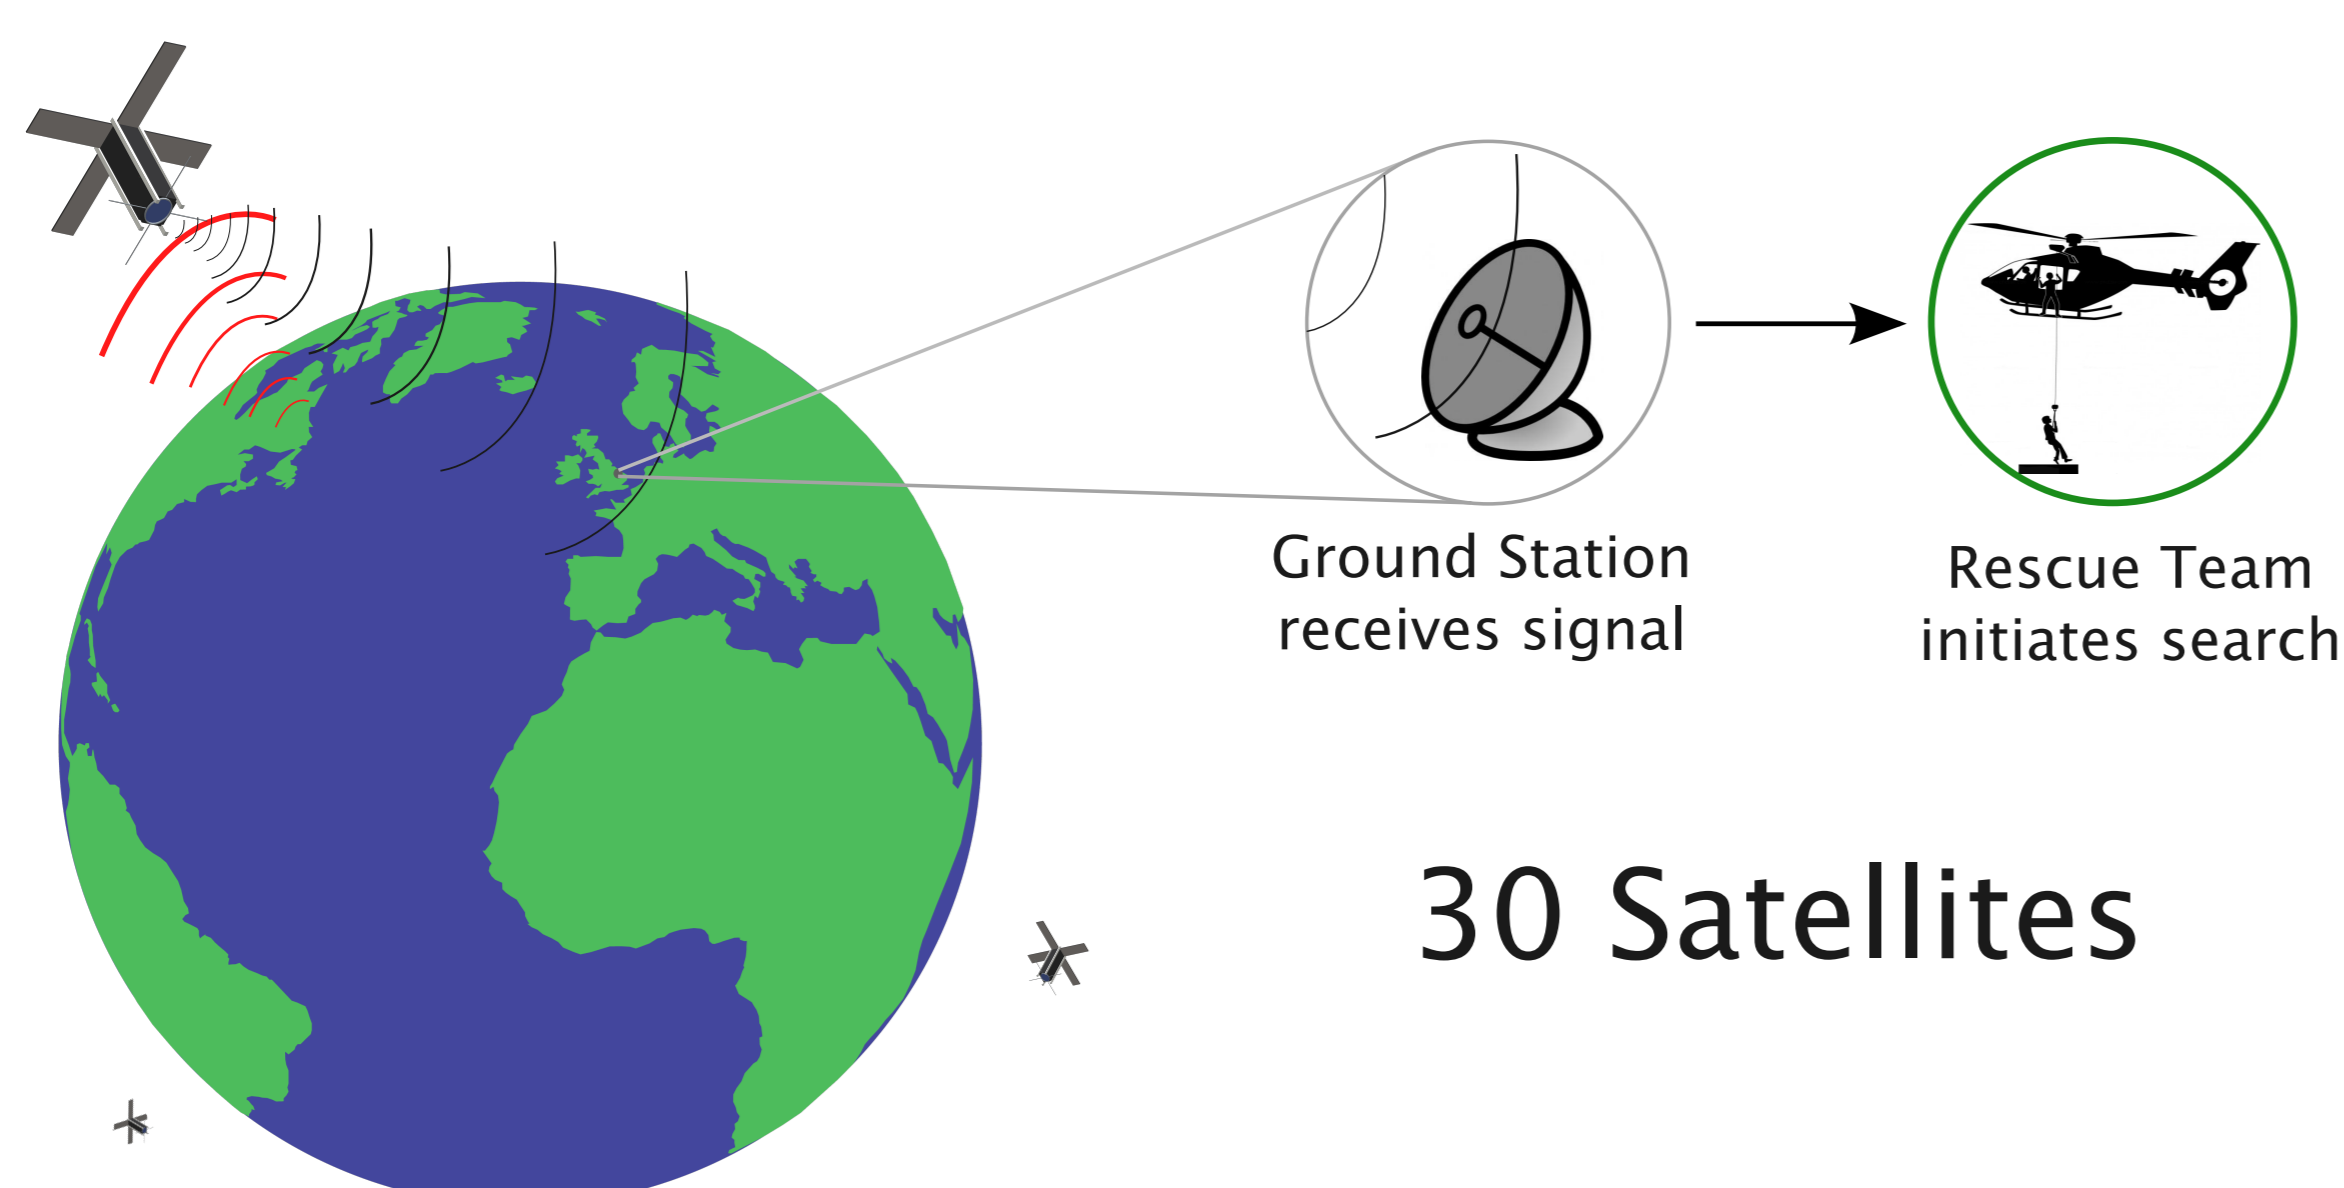 Ground Station
receives signal
Rescue Team
initiates search
30 Satellites